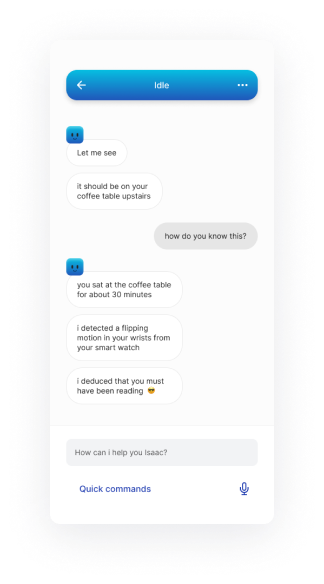 Idle
Let me see
it should be on your
coffee table upstairs
how do you know this?
you sat at the coffee table
for about 30 minutes
i detected a flipping
motion in your wrists from
your smart watch
i deduced that you must
have been reading 😎
How can i help you Isaac?
Quick commands